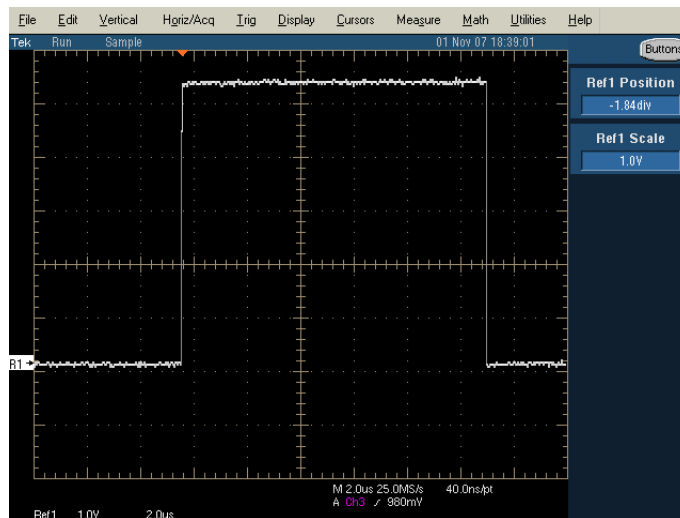 File Edit Vertical Horiz/Acq Trig Display Cursors Measure Math Utilities Help
Tek Run Sample 01 Nov 07 18:39:01
Buttons
Ref1 Position
-1.84div
Ref1 Scale
1.0V
R1
M 2.0us 25.0MS/s 40.0ns/pt
A Ch3 / 980mV
Ref1 1.0V 2.0us